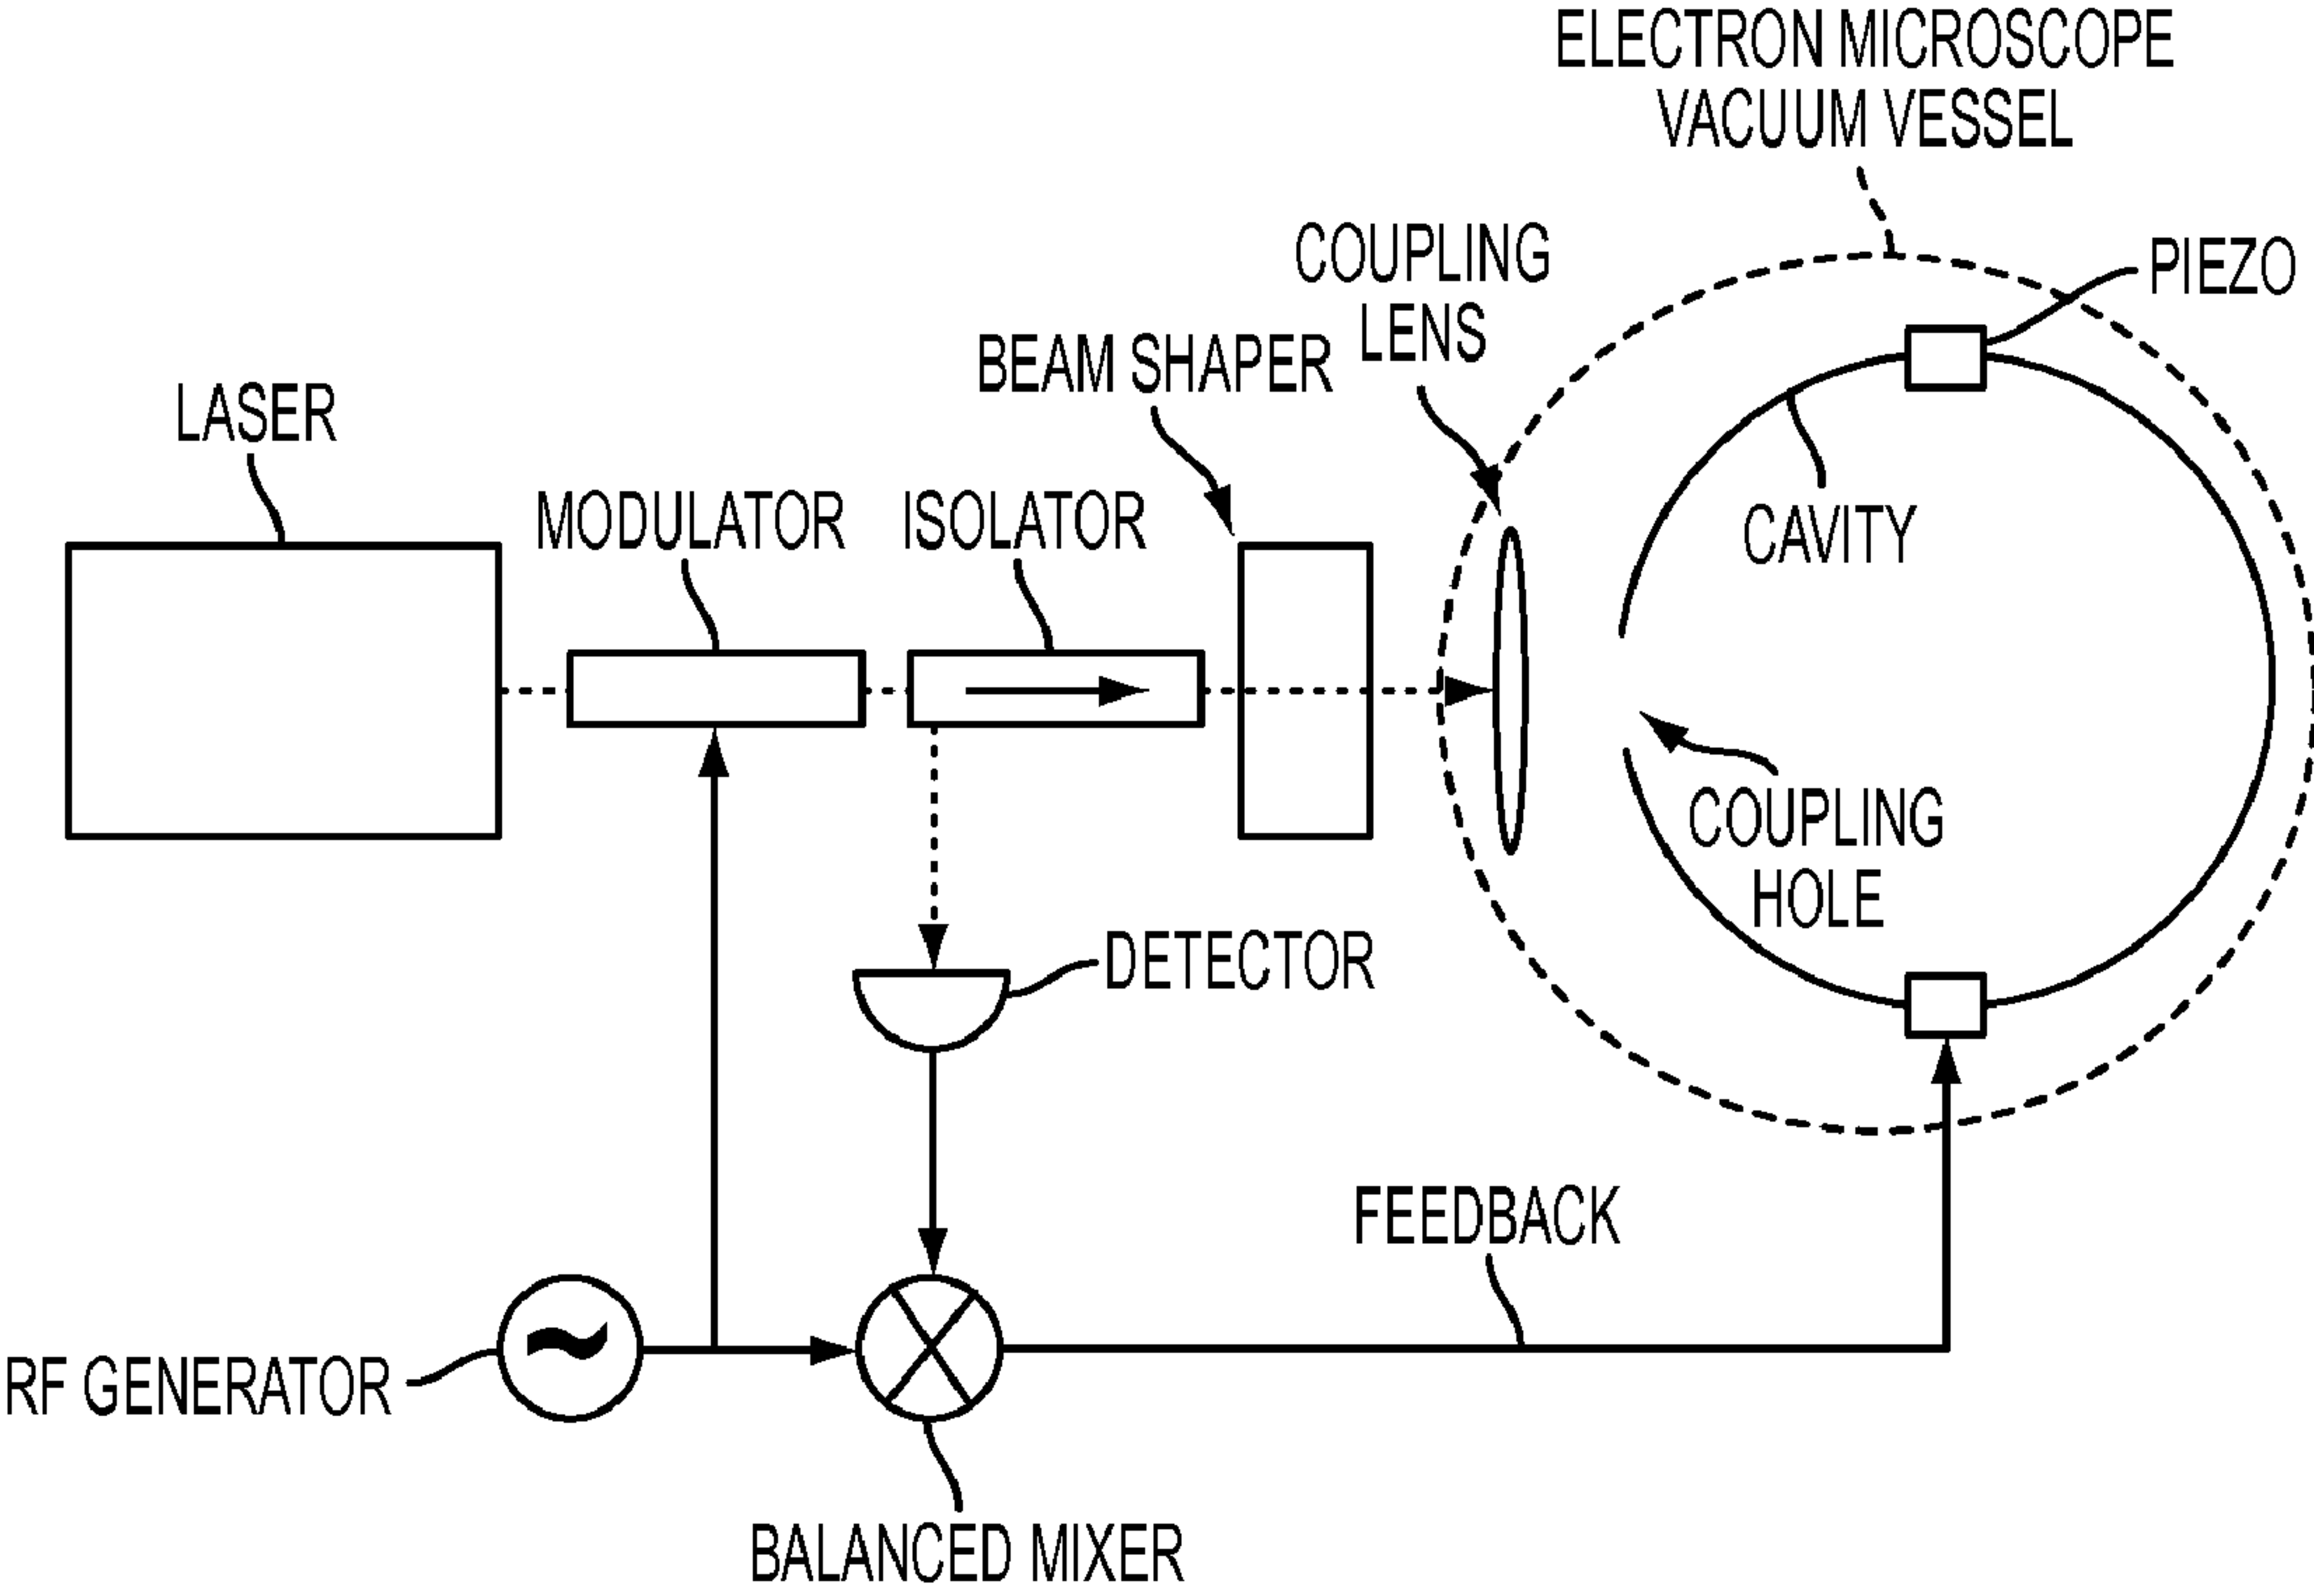 ELECTRON MICROSCOPE
VACUUM VESSEL
COUPLING
LENS
PIEZO
BEAM SHAPER
LASER
MODULATOR
ISOLATOR
CAVITY
COUPLING
HOLE
DETECTOR
FEEDBACK
RF GENERATOR
BALANCED MIXER